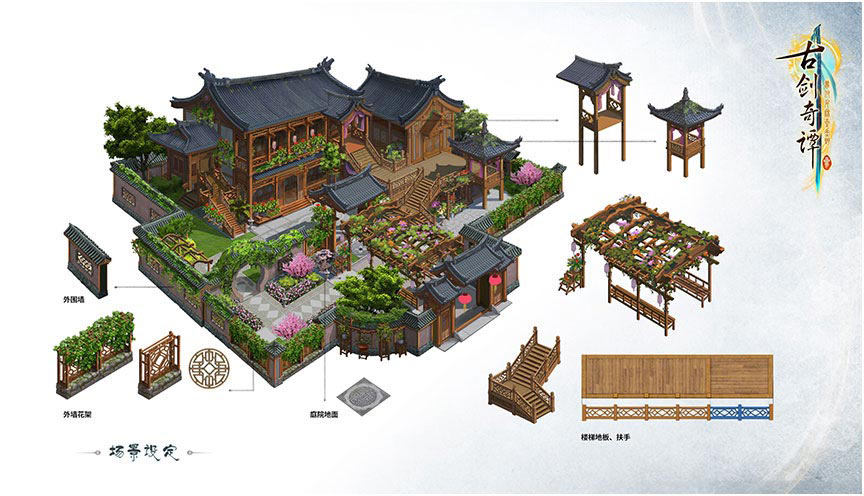 古剑奇谭
外围墙
外墙花架
庭院地面
楼梯地板、扶手
场景设定